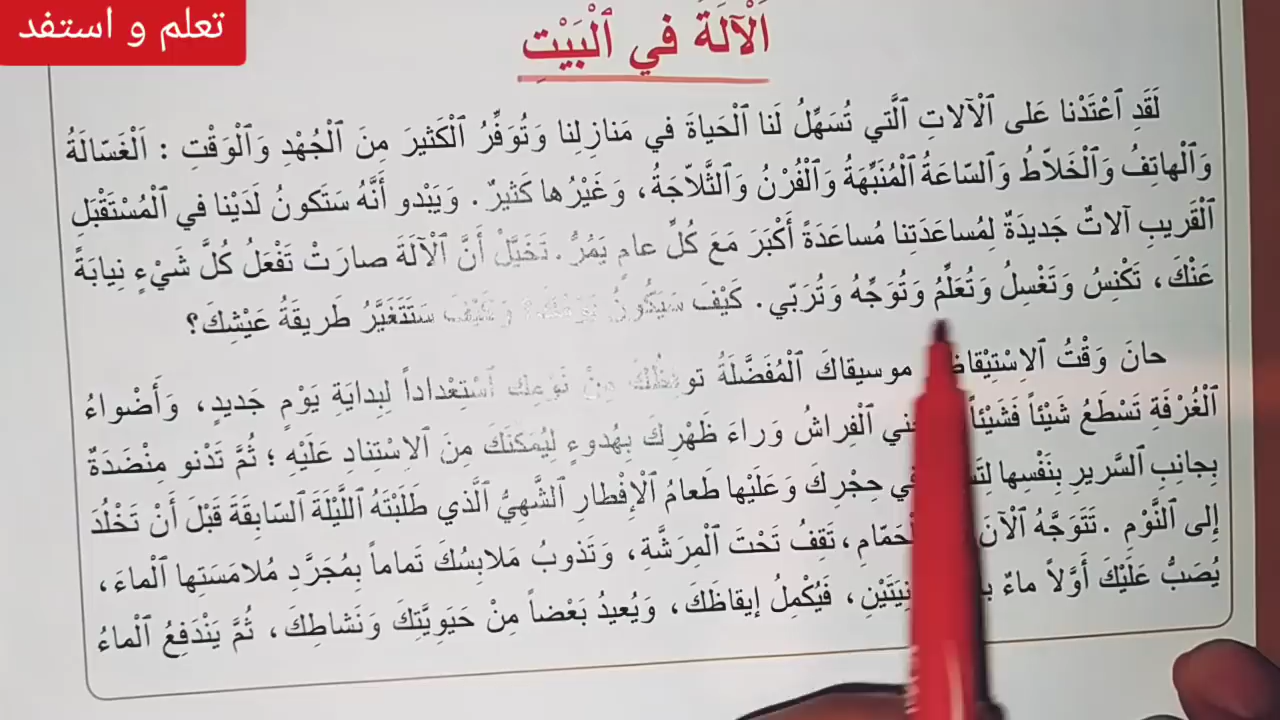 تعلم و استفد
اَلْآلَةُ في ٱلْبَيْتِ
لَقَدِ ٱعْتَدْنا عَلى ٱلْآلاتِ ٱلَّتي تُسَهِّلُ لَنا ٱلْحَياةَ في مَنازِلِنا وَتُوَفِّرُ ٱلْكَثيرَ مِنَ ٱلْجُهْدِ وَٱلْوَقْتِ : اَلْغَسّالَةُ
وَٱلْهاتِفُ وَٱلْخَلاّطُ وَٱلسّاعَةُ ٱلْمُنَبِّهَةُ وَٱلْفُرْنُ وَٱلثَّلاّجَةُ، وَغَيْرُها كَثيرٌ . وَيَبْدو أَنَّهُ سَتَكونُ لَدَيْنا في ٱلْمُسْتَقْبَلِ
ٱلْقَريبِ آلاتٌ جَديدَةٌ لِمُساعَدَتِنا مُساعَدَةً أَكْبَرَ مَعَ كُلِّ عامٍ يَمُرُّ . تَخَيَّلْ أَنَّ ٱلْآلَةَ صارَتْ تَفْعَلُ كُلَّ شَيْءٍ نِيابَةً
عَنْكَ، تَكْنِسُ وَتَغْسِلُ وَتُعَلِّمُ وَتُوَجِّهُ وَتُرَبّي. كَيْفَ سَيَكونُ وَكَيْفَ سَتَتَغَيَّرُ طَريقَةُ عَيْشِكَ؟
حانَ وَقْتُ ٱلِاسْتيقاظِ موسيقاكَ ٱلْمُفَضَّلَةُ توقِظُكَ مِنْ نَوْمِكَ ٱسْتِعْداداً لِبِدايَةِ يَوْمٍ جَديدٍ، وَأَضْواءُ
ٱلْغُرْفَةِ تَسْطَعُ شَيْئاً فَشَيْئاً ٱلْفِراشُ وَراءَ ظَهْرِكَ بِهُدوءٍ لِيُمَكِّنَكَ مِنَ ٱلِاسْتِنادِ عَلَيْهِ ؛ ثُمَّ تَدْنو مِنْضَدَةٌ
بِجانِبِ ٱلسَّريرِ بِنَفْسِها في حِجْرِكَ وَعَلَيْها طَعامُ ٱلْإِفْطارِ ٱلشَّهِيُّ ٱلَّذي طَلَبْتَهُ ٱللَّيْلَةَ ٱلسّابِقَةَ قَبْلَ أَنْ تَخْلُدَ
إِلى ٱلنَّوْمِ . تَتَوَجَّهُ ٱلْآنَ ٱلْحَمّامِ، تَقِفُ تَحْتَ ٱلْمِرَشَّةِ، وَتَذوبُ مَلابِسُكَ تَماماً بِمُجَرَّدِ مُلامَسَتِها ٱلْماءَ،
يُصَبُّ عَلَيْكَ أَوَّلاً ماءٌ فَيُكْمِلُ إيقاظَكَ، وَيُعيدُ بَعْضاً مِنْ حَيَوِيَّتِكَ وَنَشاطِكَ، ثُمَّ يَنْدَفِعُ ٱلْماءُ